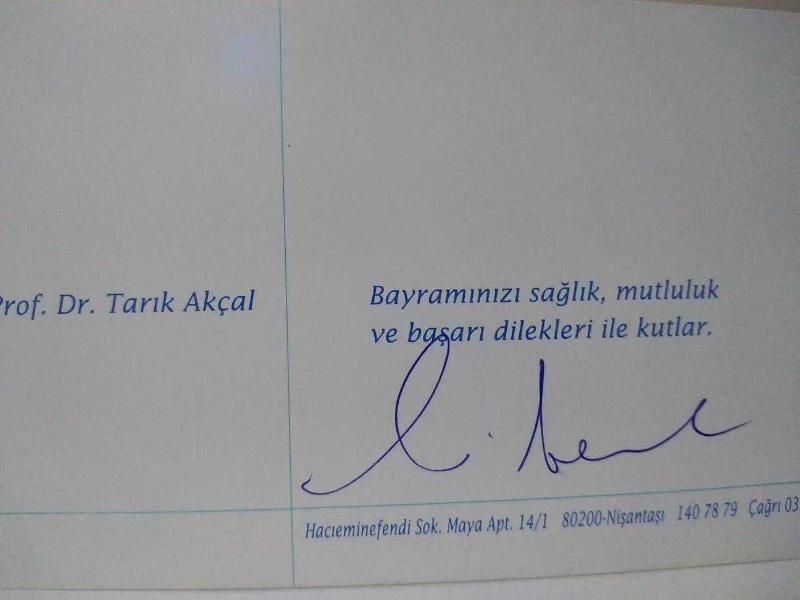 Prof. Dr. Tarık Akçal
Bayramınızı sağlık, mutluluk
ve başarı dilekleri ile kutlar.
Hacıeminefendi Sok. Maya Apt. 14/1 80200-Nişantaşı 140 78 79 Çağrı 03